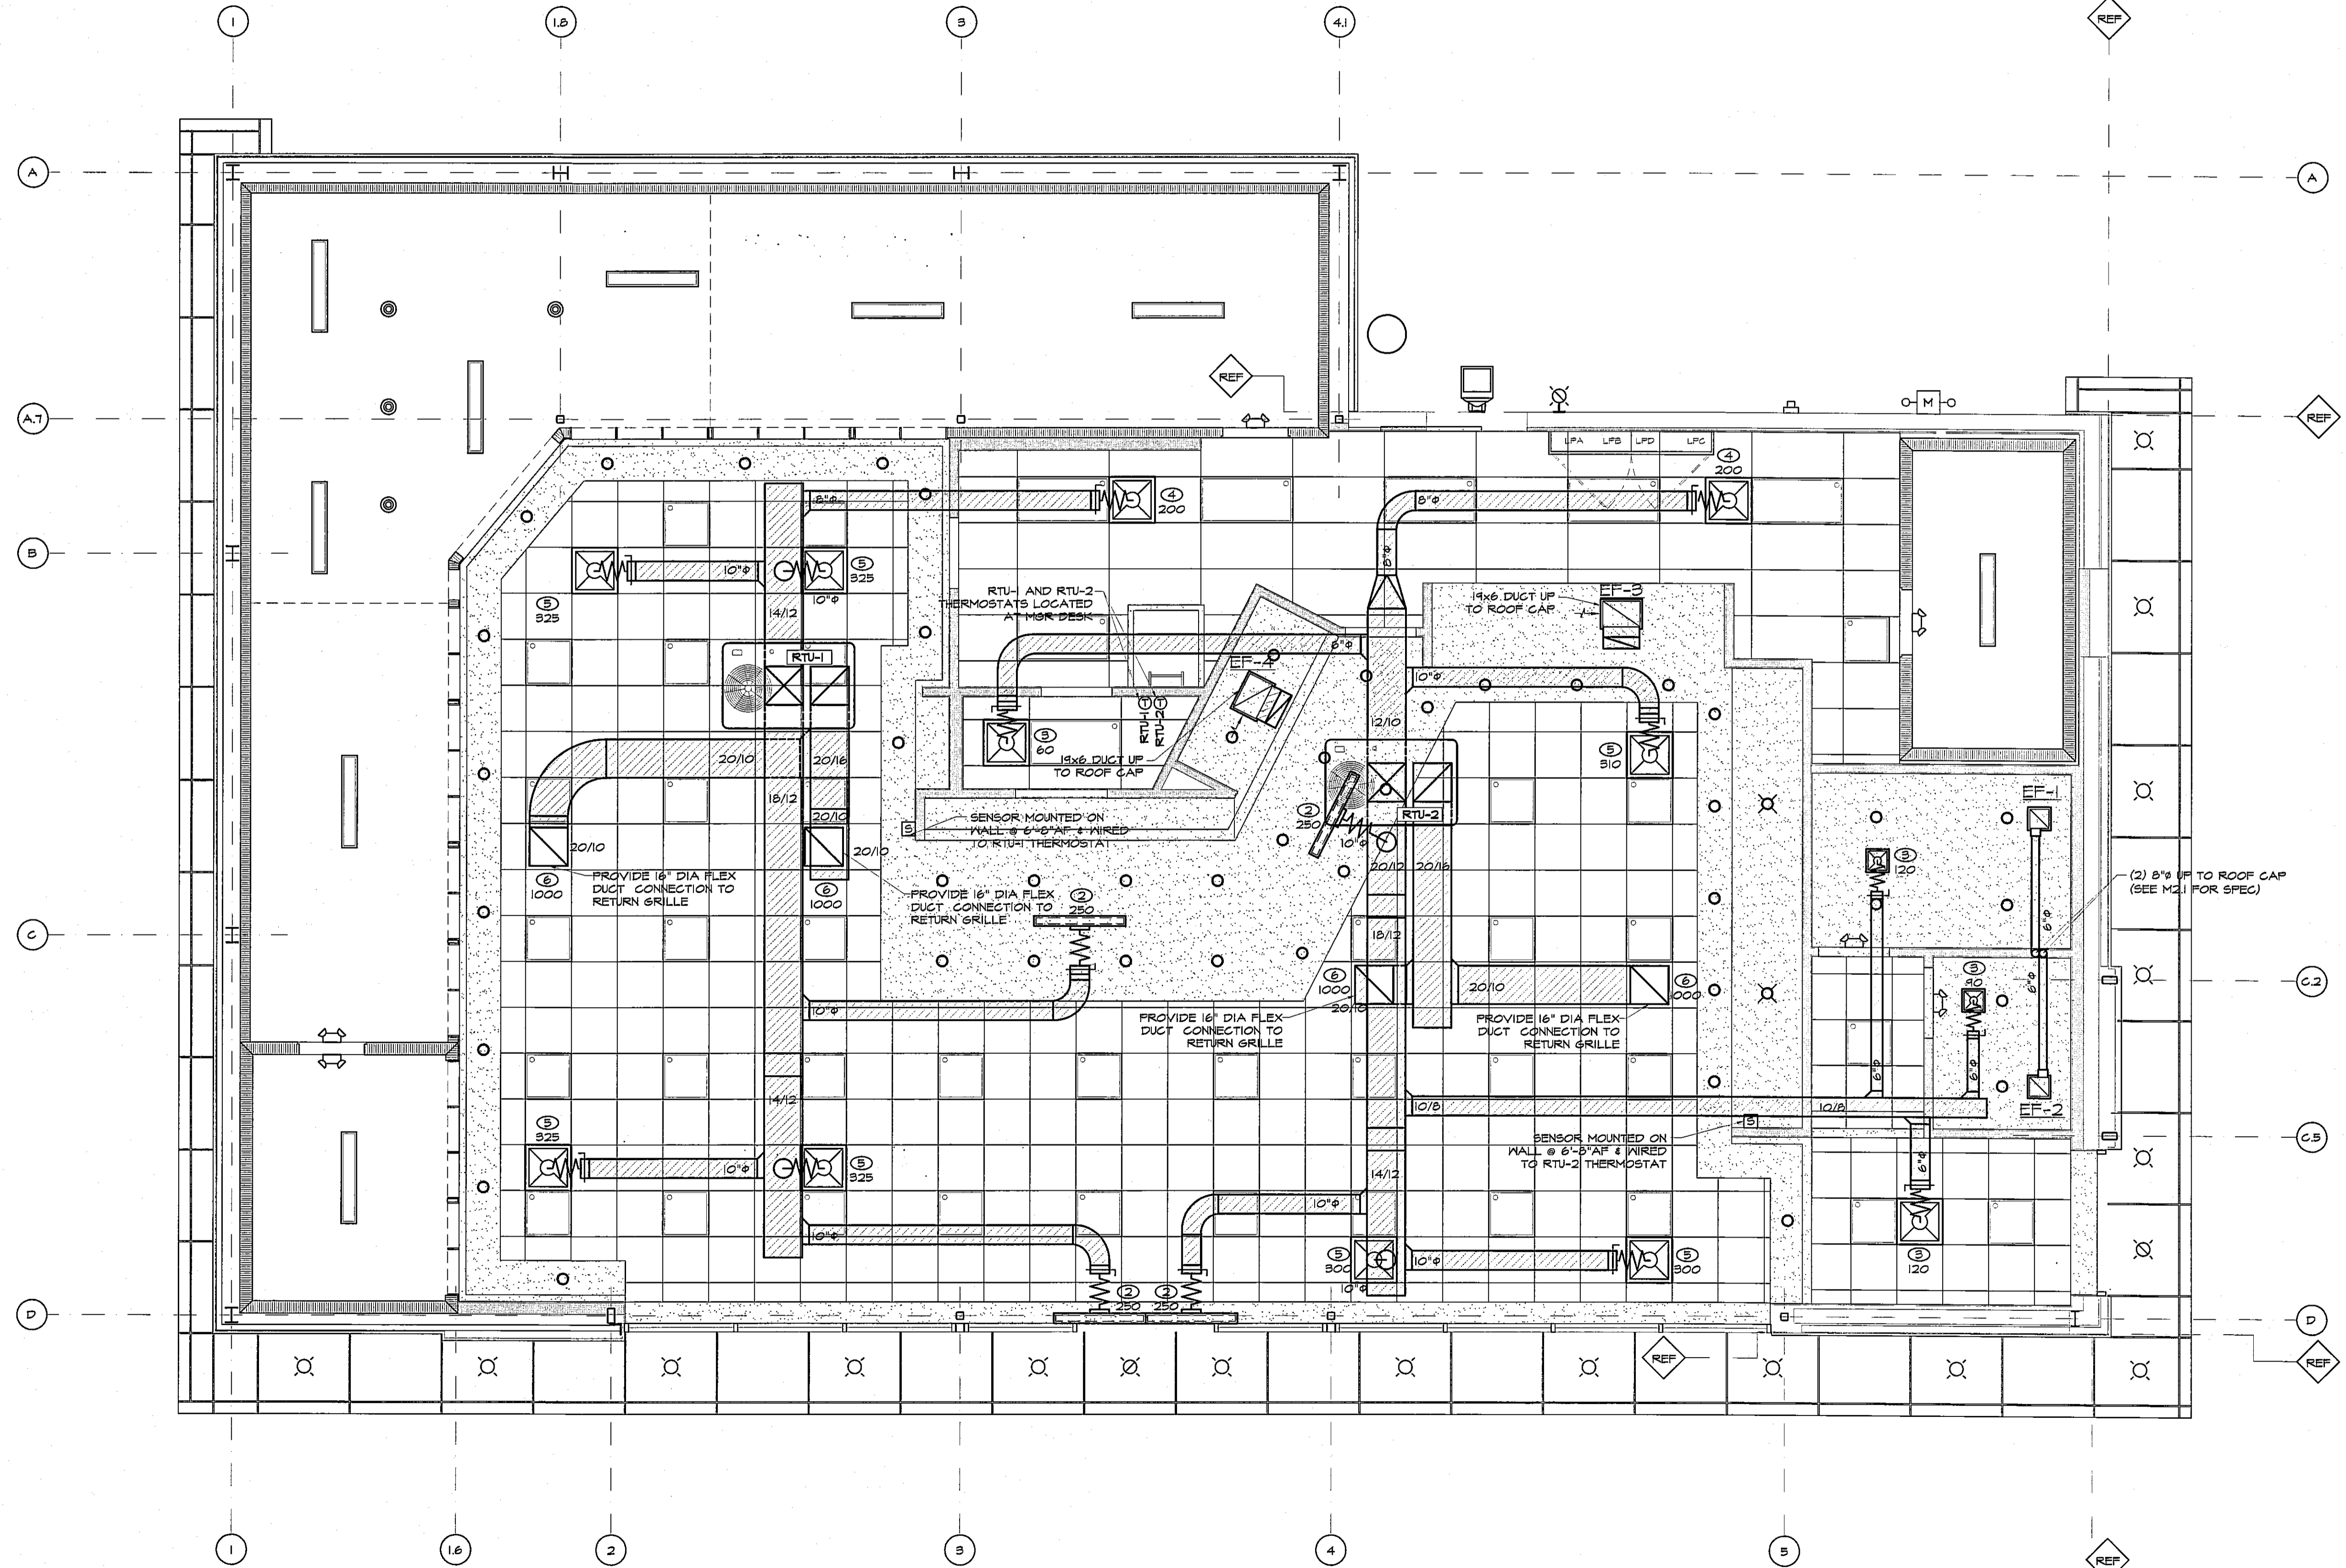 1
1.8
3
4.1
REF
A
A
REF
A.7
REF
M
LPA
LPB
LPD
LPC
4
200
8"ø
4
200
8"ø
B
8"ø
10"ø
5
325
10"ø
5
325
14/12
RTU-1 AND RTU-2
THERMOSTATS LOCATED
AT MGR DESK
19x6 DUCT UP
TO ROOF CAP
EF-3
RTU-1
6"ø
EF-4
10"ø
12/10
RTU-1 T
RTU-2 T
3
60
19x6 DUCT UP
TO ROOF CAP
5
310
20/10
20/16
18/12
20/10
2
250
10"ø
RTU-2
EF-1
S
SENSOR MOUNTED ON
WALL @ 6'-8"AF & WIRED
TO RTU-1 THERMOSTAT
20/10
20/10
20/12
20/16
3
120
6
1000
PROVIDE 16" DIA FLEX
DUCT CONNECTION TO
RETURN GRILLE
6
1000
PROVIDE 16" DIA FLEX
DUCT CONNECTION TO
RETURN GRILLE
2
250
(2) 8"ø UP TO ROOF CAP
(SEE M2.1 FOR SPEC)
6"ø
C
18/12
6
1000
20/10
20/10
6
1000
3
90
6"ø
C.2
10"ø
PROVIDE 16" DIA FLEX
DUCT CONNECTION TO
RETURN GRILLE
PROVIDE 16" DIA FLEX
DUCT CONNECTION TO
RETURN GRILLE
6"ø
6"ø
14/12
10/8
10/8
EF-2
S
SENSOR MOUNTED ON
WALL @ 6'-8"AF & WIRED
TO RTU-2 THERMOSTAT
C.5
5
325
10"ø
5
325
14/12
6"ø
10"ø
10"ø
5
300
10"ø
10"ø
5
300
3
120
2
250
2
250
D
D
REF
REF
1
1.6
2
3
4
5
REF